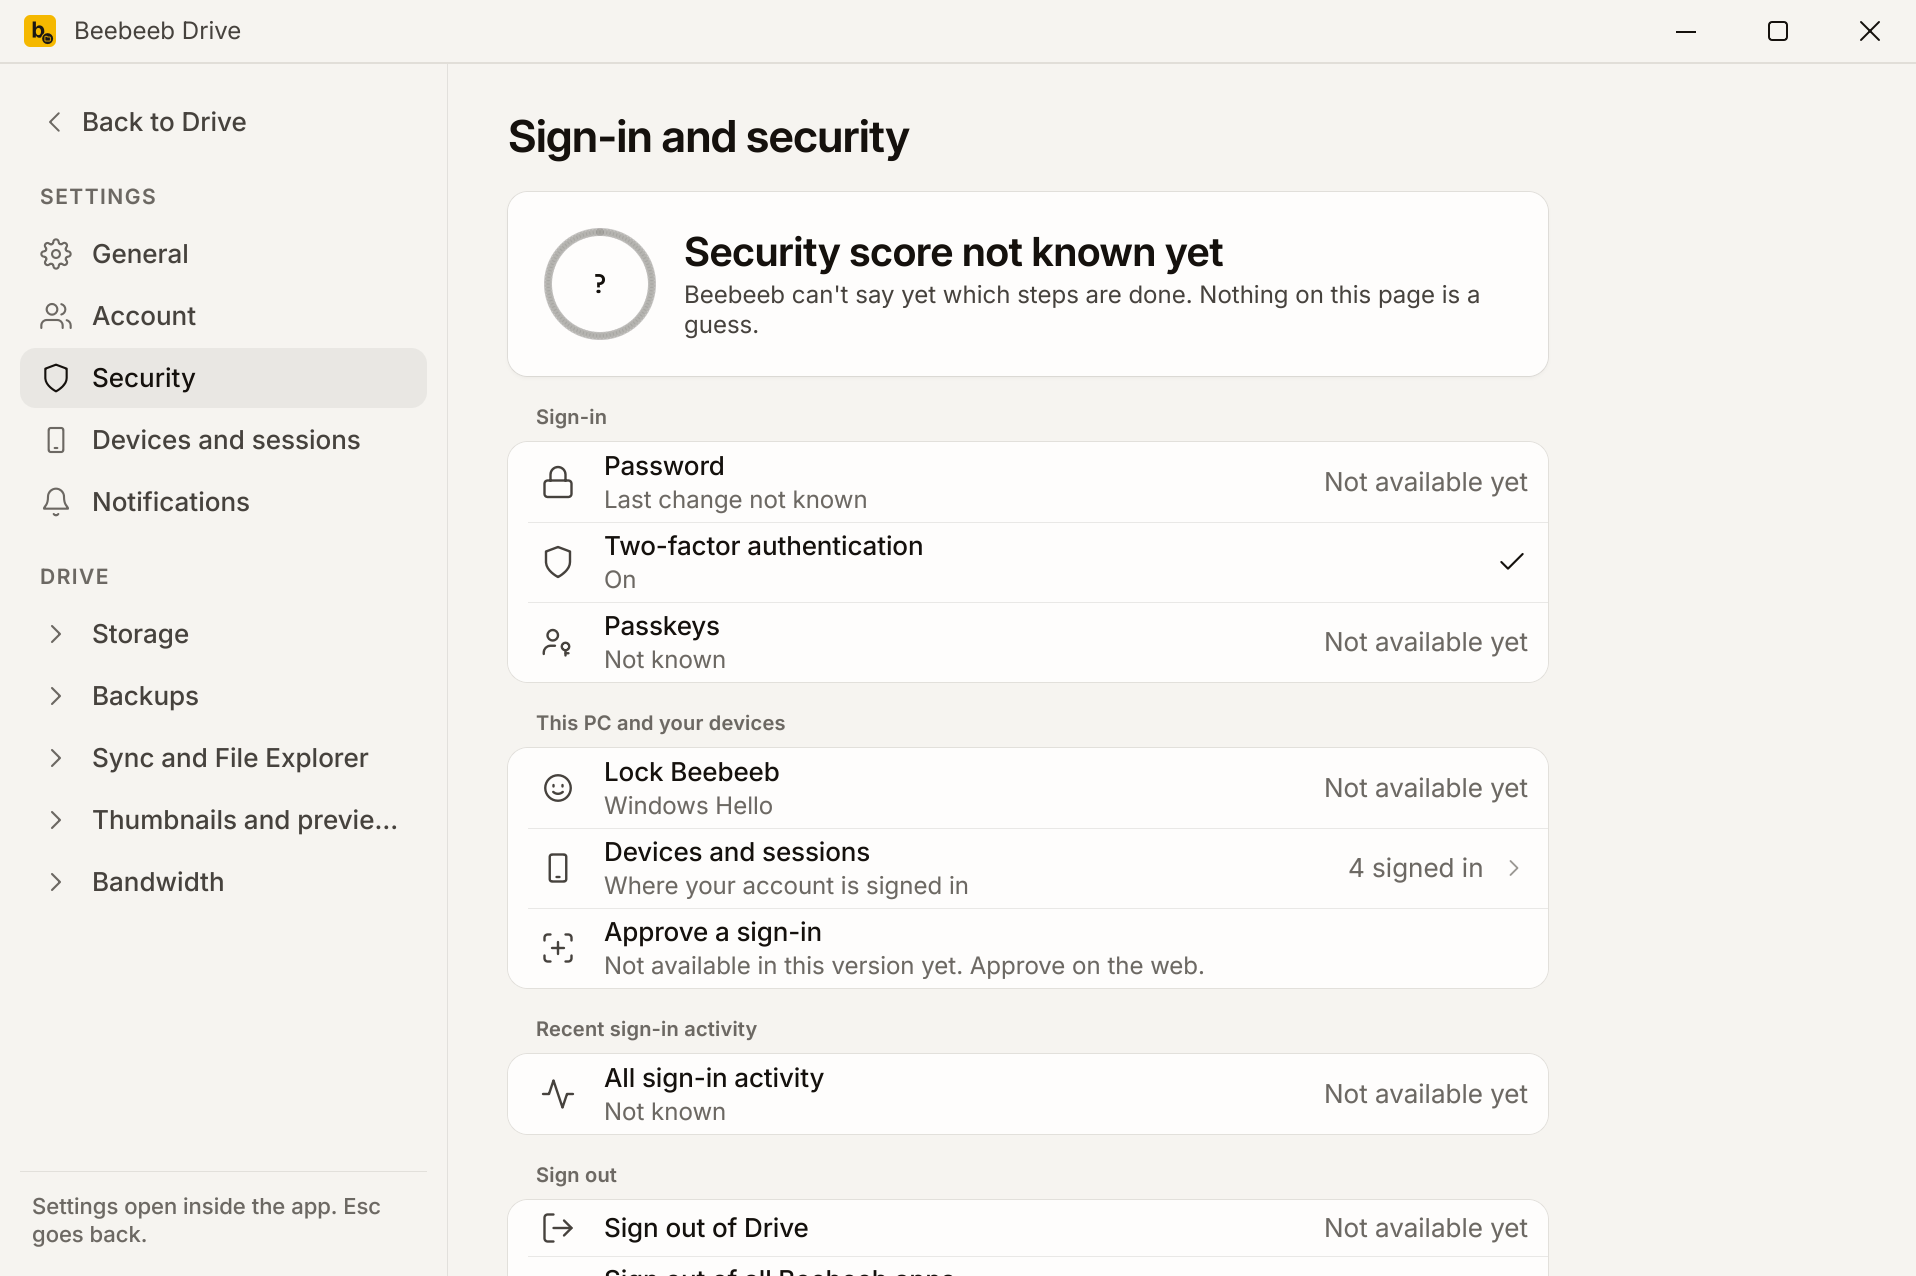 Beebeeb Drive
Back to Drive
SETTINGS
General
Account
Security
Devices and sessions
Notifications
DRIVE
Storage
Backups
Sync and File Explorer
Thumbnails and previe...
Bandwidth
Settings open inside the app. Esc
goes back.
Sign-in and security
?
Security score not known yet
Beebeeb can't say yet which steps are done. Nothing on this page is a
guess.
Sign-in
Password
Last change not known
Not available yet
Two-factor authentication
On
Passkeys
Not known
Not available yet
This PC and your devices
Lock Beebeeb
Windows Hello
Not available yet
Devices and sessions
Where your account is signed in
4 signed in
Approve a sign-in
Not available in this version yet. Approve on the web.
Recent sign-in activity
All sign-in activity
Not known
Not available yet
Sign out
Sign out of Drive
Not available yet
Sign out of all Beebeeb apps